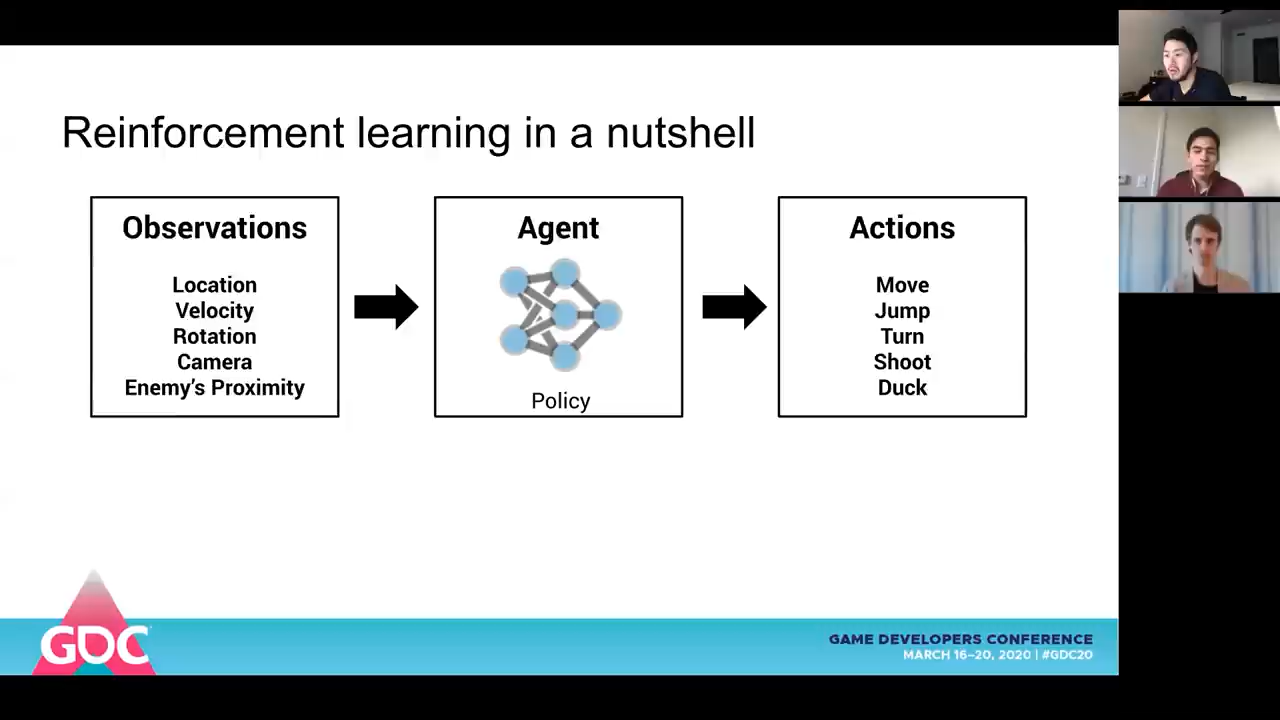 Reinforcement learning in a nutshell
Observations
Location
Velocity
Rotation
Camera
Enemy's Proximity
Agent
Policy
Actions
Move
Jump
Turn
Shoot
Duck
GDC
GAME DEVELOPERS CONFERENCE
MARCH 16–20, 2020 | #GDC20